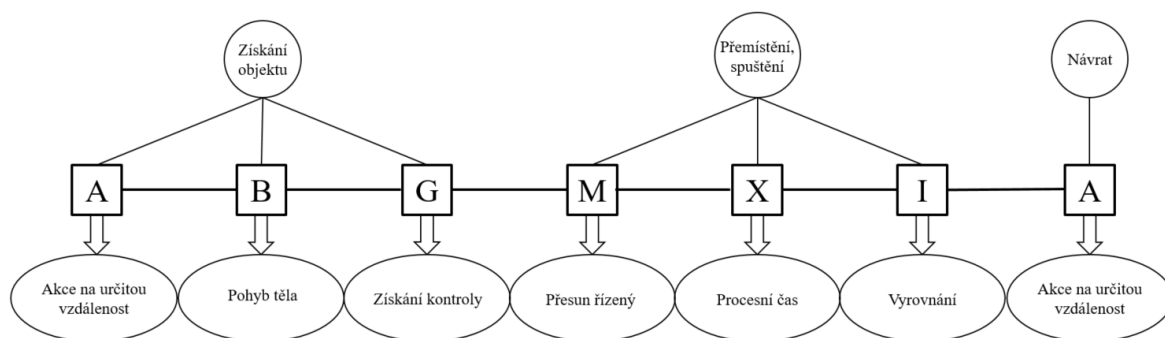 Získání
objektu
Přemístění,
spuštění
Návrat
A
B
G
M
X
I
A
Akce na určitou
vzdálenost
Pohyb těla
Získání kontroly
Přesun řízený
Procesní čas
Vyrovnání
Akce na určitou
vzdálenost